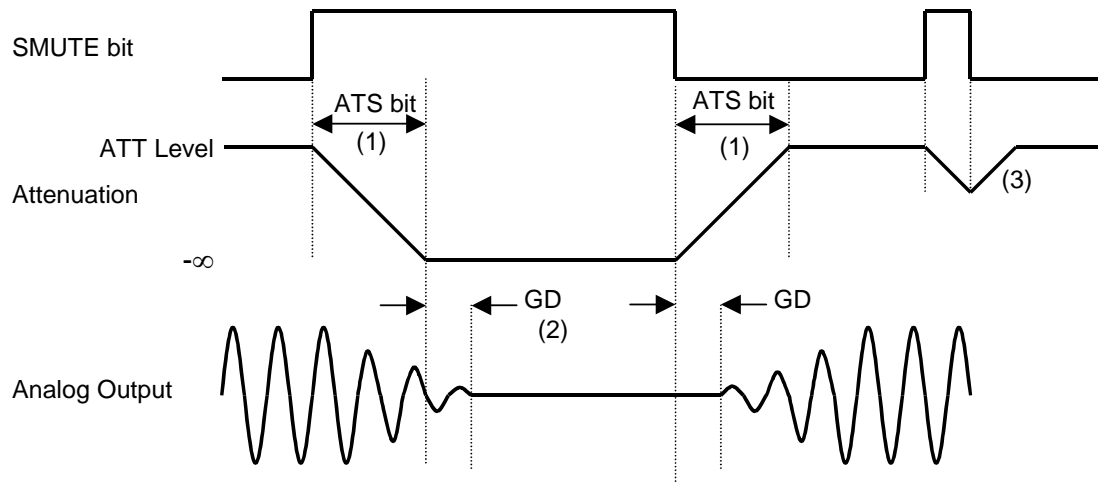 SMUTE bit
ATS bit
ATS bit
(1)
(1)
ATT Level
(3)
Attenuation
-∞
GD
GD
(2)
Analog Output